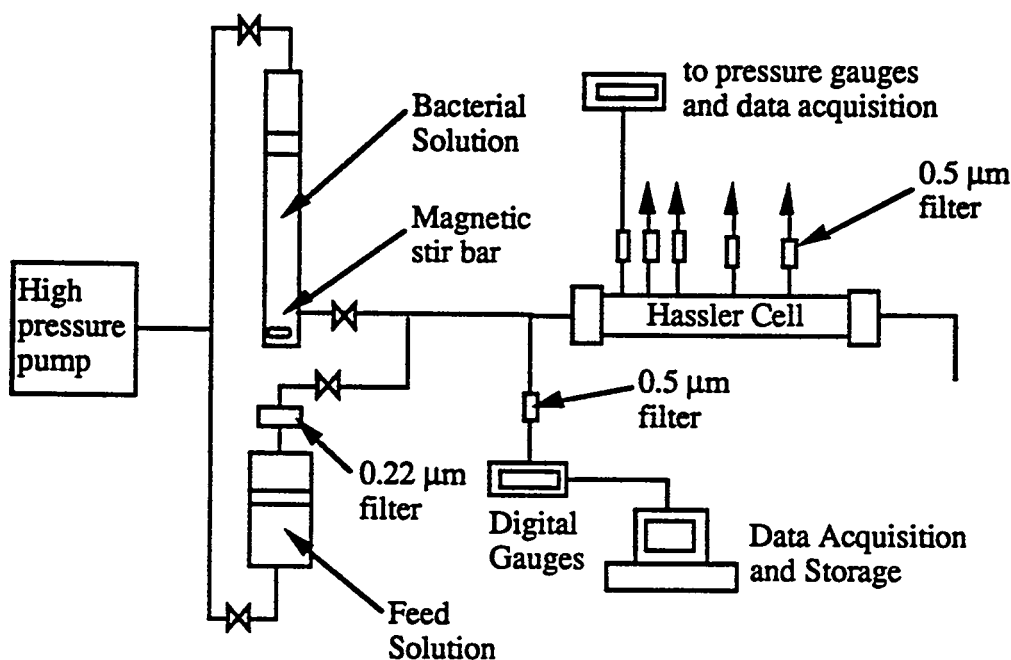 to pressure gauges
and data acquisition
Bacterial
Solution
0.5 µm
filter
Magnetic
stir bar
High
pressure
pump
Hassler Cell
0.5 µm
filter
0.22 µm
filter
Digital
Gauges
Data Acquisition
and Storage
Feed
Solution